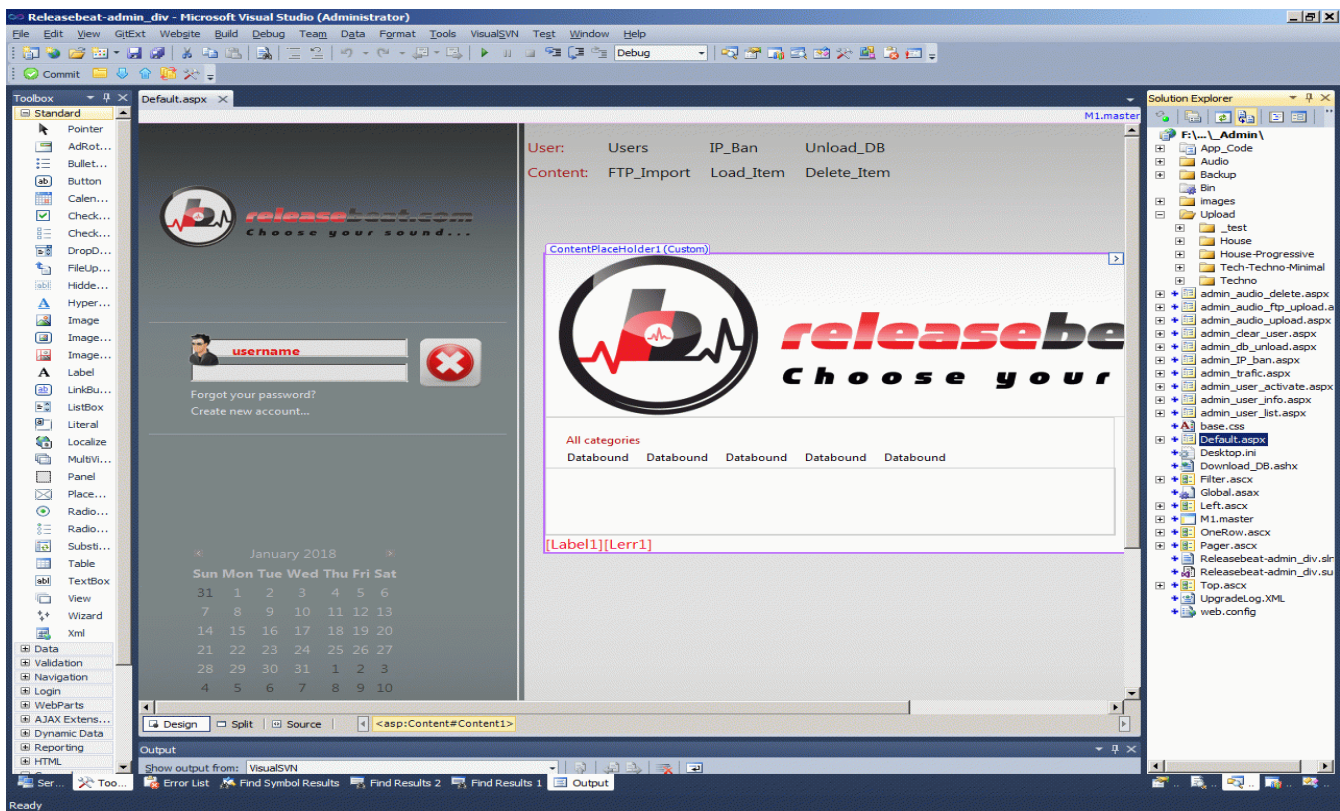 Releasebeat-admin_div - Microsoft Visual Studio (Administrator)
File Edit View GitExt Website Build Debug Team Data Format Tools VisualSVN Test Window Help
Debug
Commit
Toolbox
Standard
Pointer
AdRot...
Bullet...
Button
Calen...
Check...
Check...
DropD...
FileUp...
Hidde...
Hyper...
Image
Image...
Image...
Label
LinkBu...
ListBox
Literal
Localize
MultiVi...
Panel
Place...
Radio...
Radio...
Substi...
Table
TextBox
View
Wizard
Xml
Data
Validation
Navigation
Login
WebParts
AJAX Extens...
Dynamic Data
Reporting
HTML
Default.aspx
M1.master
releasebeat.com
Choose your sound...
username
Forgot your password?
Create new account...
< January 2018 >
Sun Mon Tue Wed Thu Fri Sat
31 1 2 3 4 5 6
7 8 9 10 11 12 13
14 15 16 17 18 19 20
21 22 23 24 25 26 27
28 29 30 31 1 2 3
4 5 6 7 8 9 10
User: Users IP_Ban Unload_DB
Content: FTP_Import Load_Item Delete_Item
ContentPlaceHolder1 (Custom)
releasebe
Choose your
All categories
Databound Databound Databound Databound Databound
[Label1][Lerr1]
Design Split Source <asp:Content#Content1>
Output
Show output from: VisualSVN
Ser... Too... Error List Find Symbol Results Find Results 2 Find Results 1 Output
Ready
Solution Explorer
F:\...\_Admin\
App_Code
Audio
Backup
Bin
images
Upload
_test
House
House-Progressive
Tech-Techno-Minimal
Techno
admin_audio_delete.aspx
admin_audio_ftp_upload.a
admin_audio_upload.aspx
admin_clear_user.aspx
admin_db_unload.aspx
admin_IP_ban.aspx
admin_trafic.aspx
admin_user_activate.aspx
admin_user_info.aspx
admin_user_list.aspx
base.css
Default.aspx
Desktop.ini
Download_DB.ashx
Filter.ascx
Global.asax
Left.ascx
M1.master
OneRow.ascx
Pager.ascx
Releasebeat-admin_div.sln
Releasebeat-admin_div.su
Top.ascx
UpgradeLog.XML
web.config